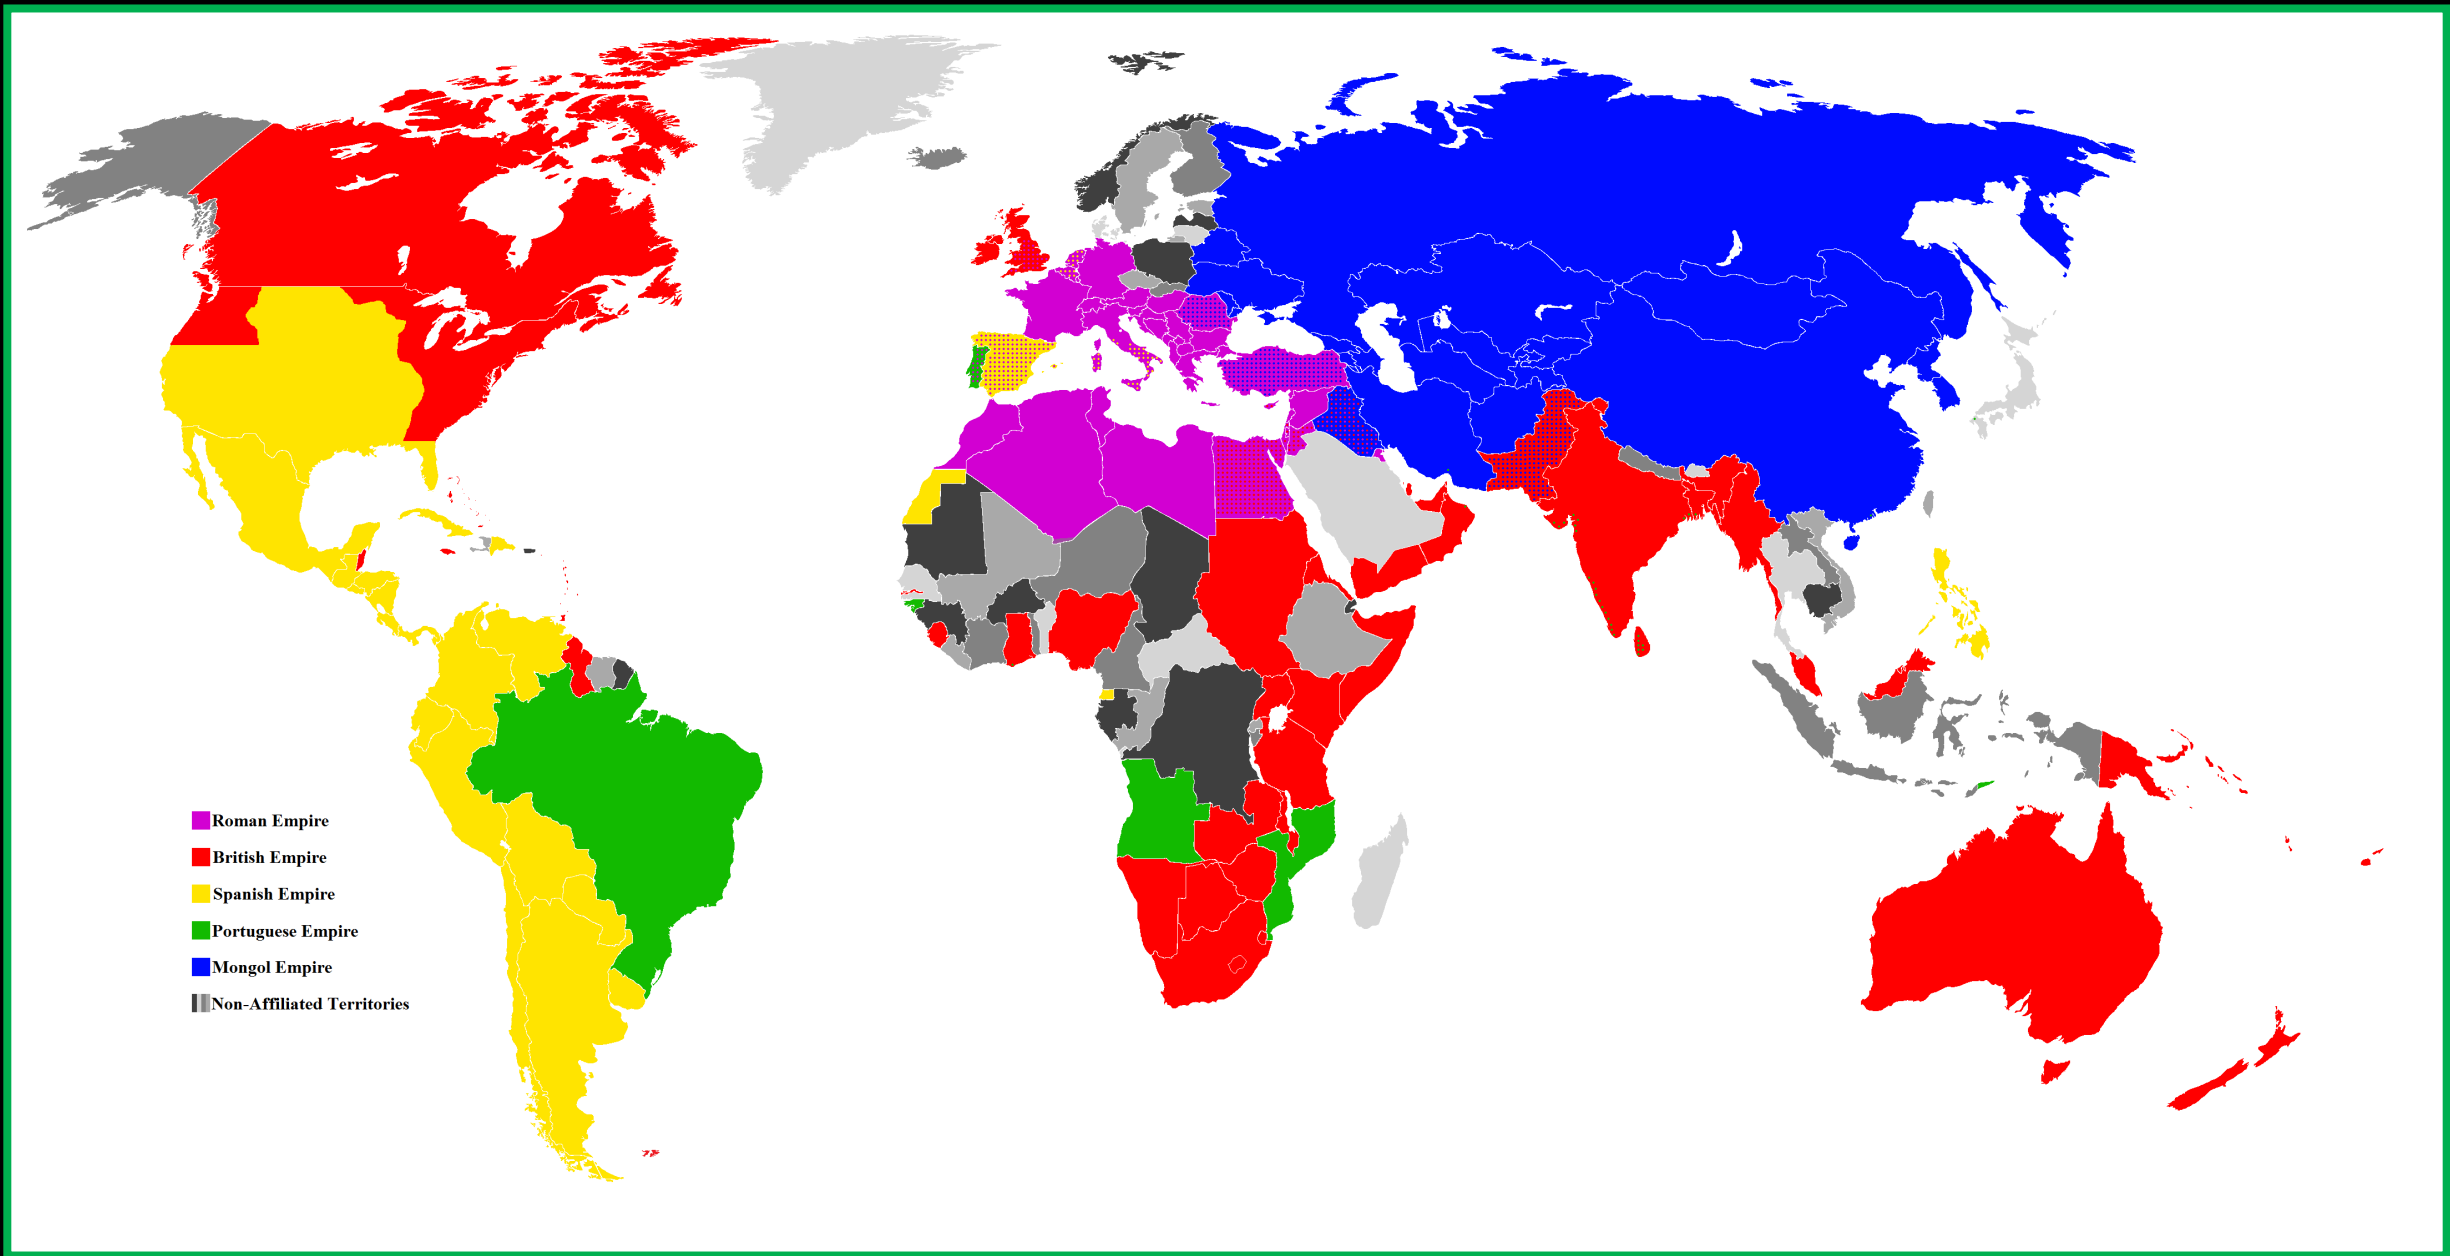 Roman Empire
British Empire
Spanish Empire
Portuguese Empire
Mongol Empire
Non-Affiliated Territories